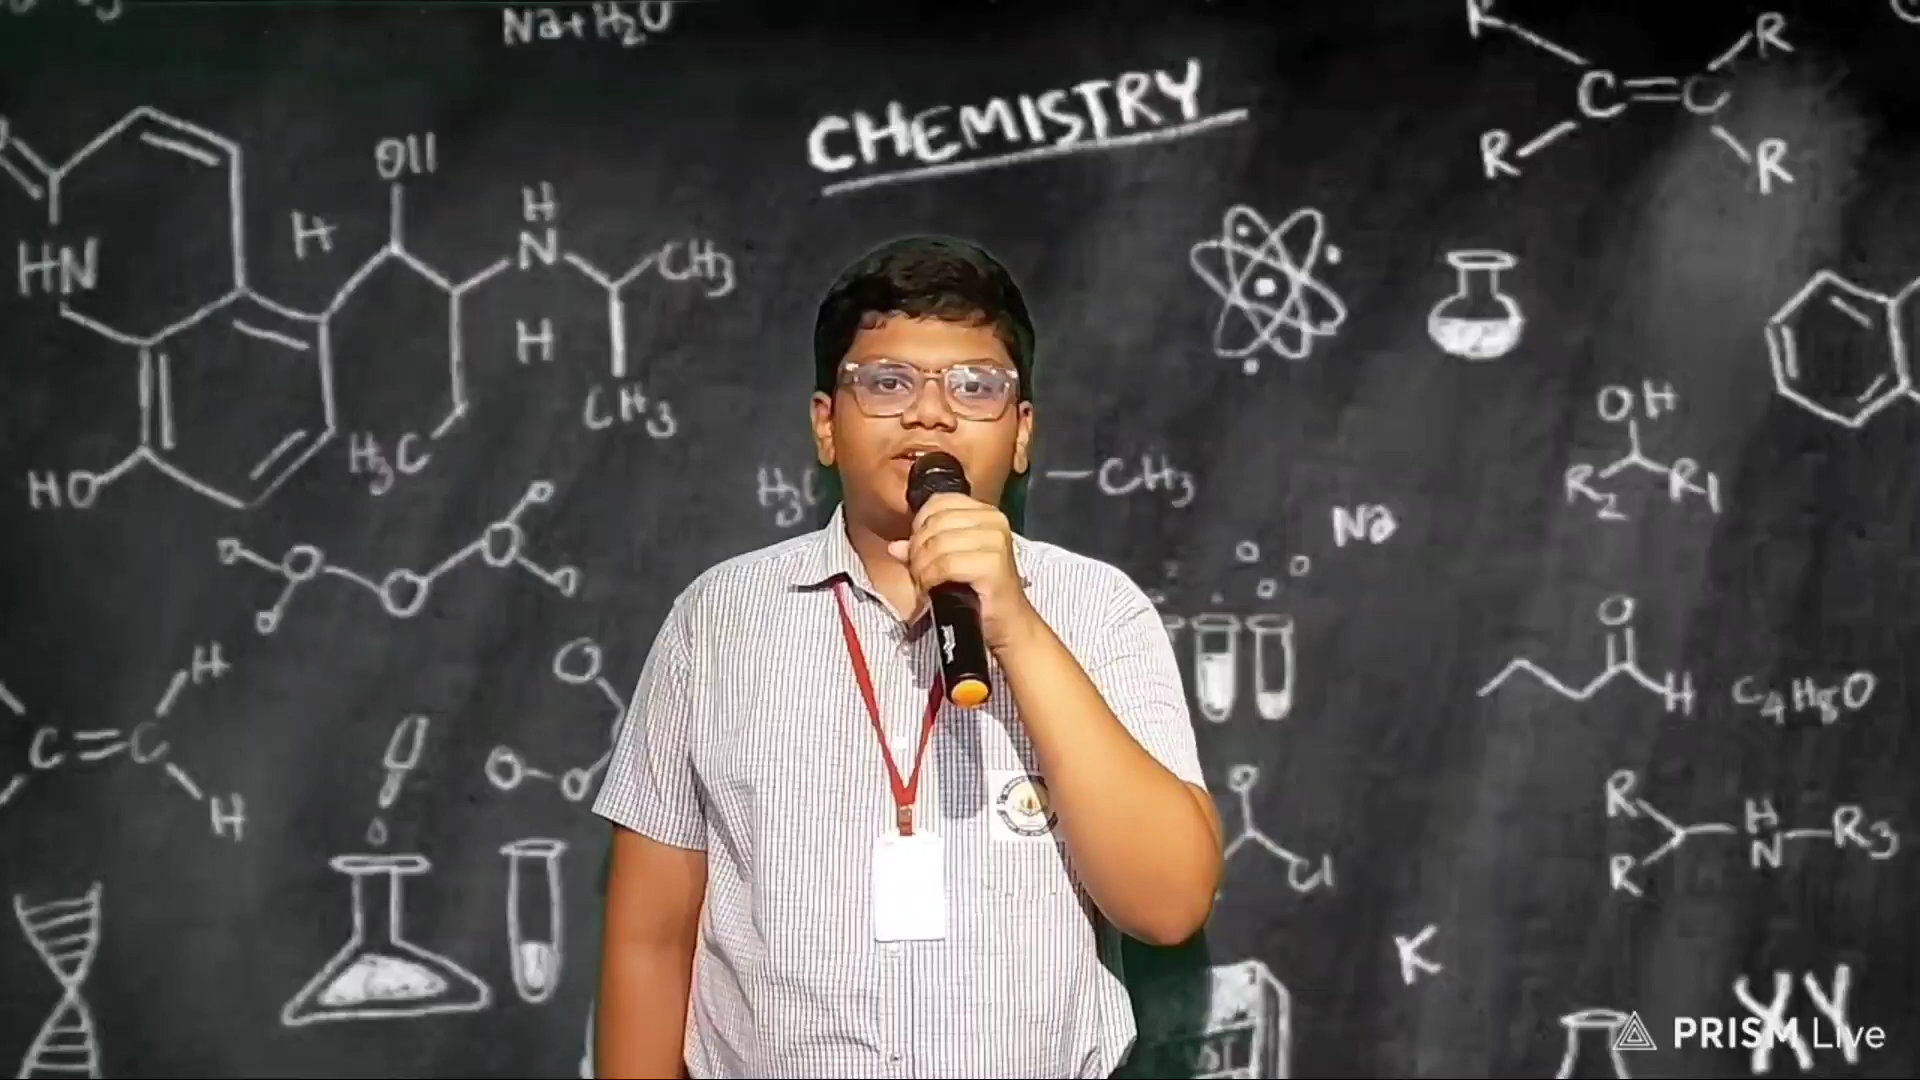 Na+H2O
CHEMISTRY
R
R
C=C
R
R
OH
H
HN
H
N
CH3
H
CH3
H3C
HO
H3C
-CH3
Na
OH
R2
R1
O
H
C4H8O
H
C=C
H
O
O-O
R
R
H
N
R3
O
Cl
K
XY
PRISM Live